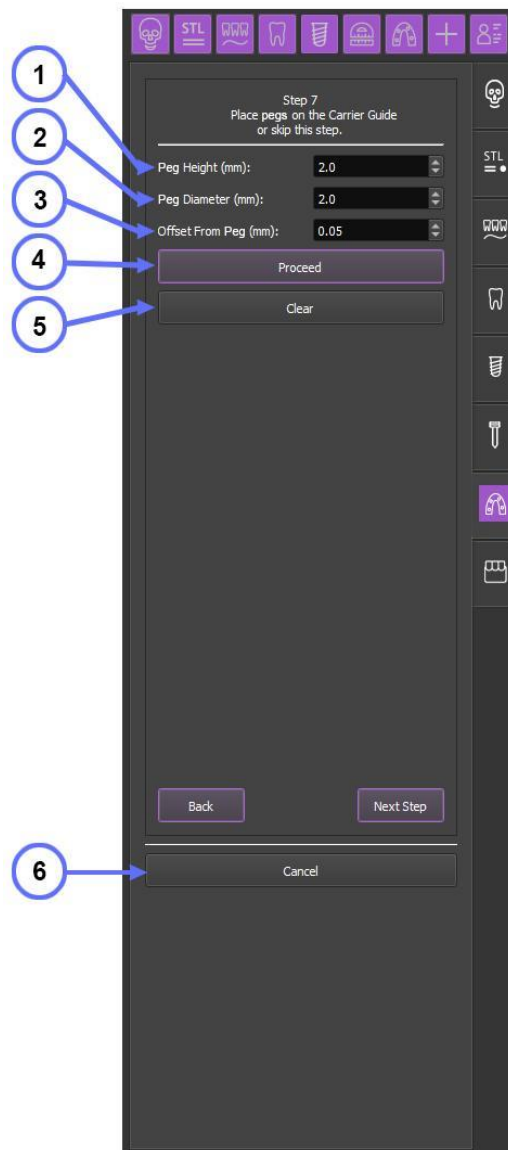 STL
1
2
3
4
5
6
Step 7
Place pegs on the Carrier Guide
or skip this step.
Peg Height (mm): 2.0
Peg Diameter (mm): 2.0
Offset From Peg (mm): 0.05
Proceed
Clear
STL
Back Next Step
Cancel